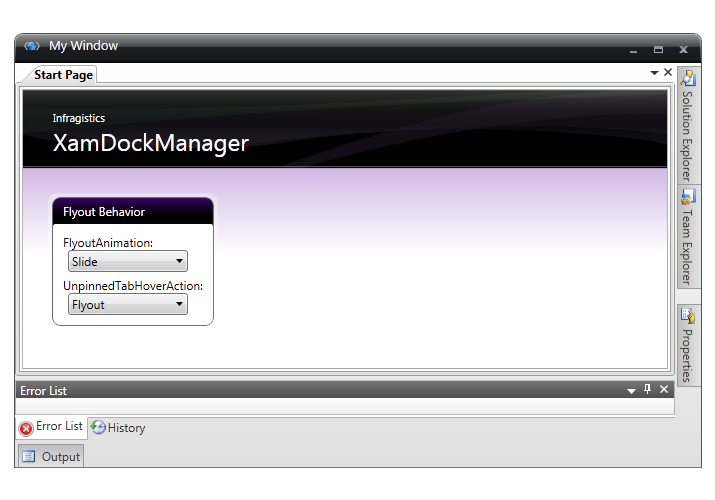 My Window
Start Page
Infragistics
XamDockManager
Flyout Behavior
FlyoutAnimation:
Slide
UnpinnedTabHoverAction:
Flyout
Solution Explorer
Team Explorer
Properties
Error List
Error List
History
Output